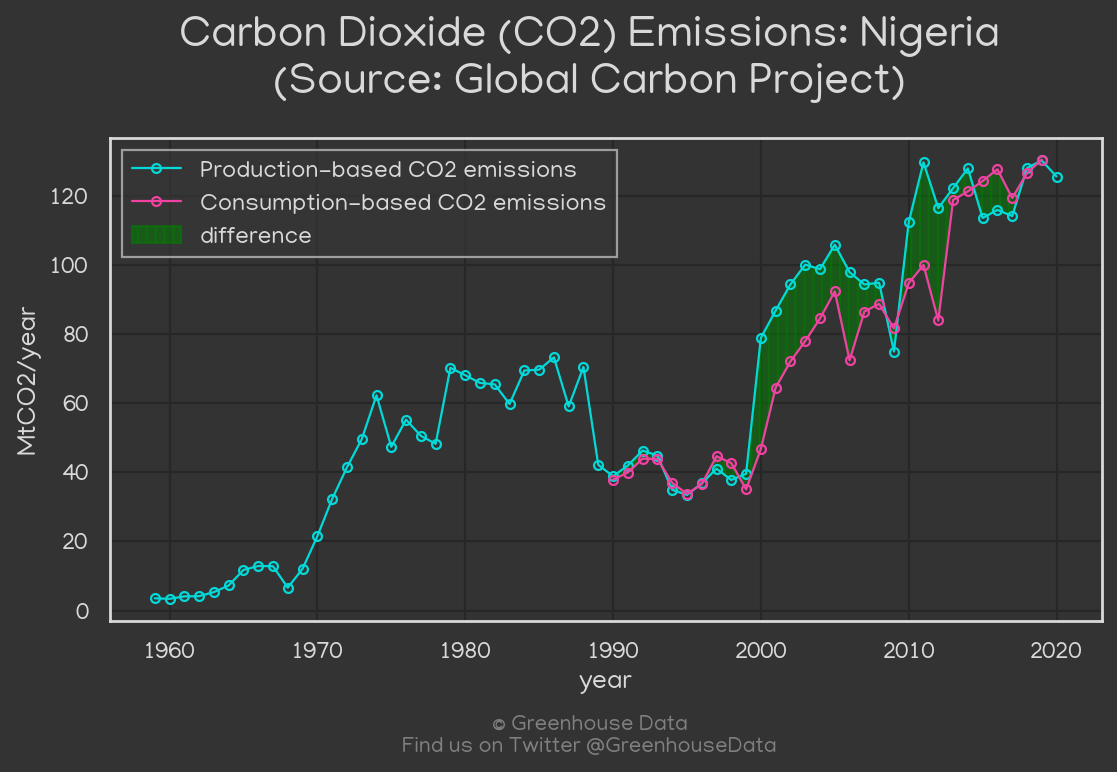 Carbon Dioxide (CO2) Emissions: Nigeria
(Source: Global Carbon Project)
Production-based CO2 emissions
Consumption-based CO2 emissions
difference
MtCO2/year
120
100
80
60
40
20
0
1960 1970 1980 1990 2000 2010 2020
year
© Greenhouse Data
Find us on Twitter @GreenhouseData